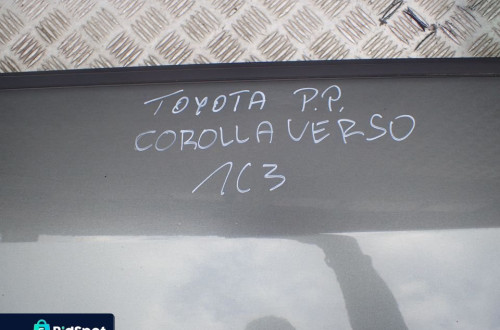 TOYOTA P.P.
COROLLA VERSO
1C3